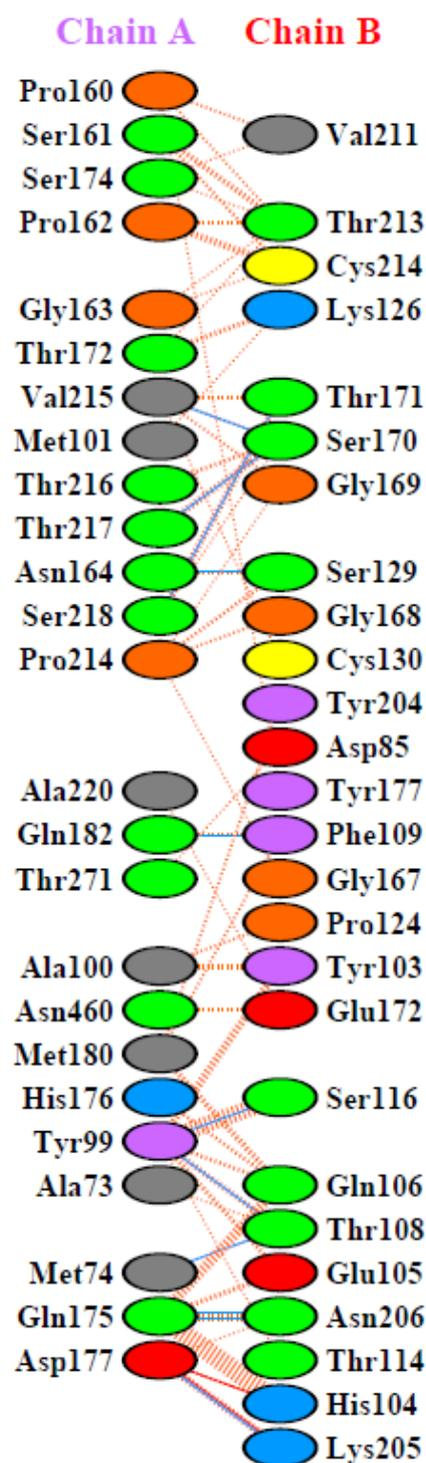 Chain A Chain B
Pro160
Ser161 Val211
Ser174
Pro162 Thr213
Cys214
Gly163 Lys126
Thr172
Val215 Thr171
Met101 Ser170
Thr216 Gly169
Thr217
Asn164 Ser129
Ser218 Gly168
Pro214 Cys130
Tyr204
Asp85
Ala220 Tyr177
Gln182 Phe109
Thr271 Gly167
Pro124
Ala100 Tyr103
Asn460 Glu172
Met180
His176 Ser116
Tyr99
Ala73 Gln106
Thr108
Met74 Glu105
Gln175 Asn206
Asp177 Thr114
His104
Lys205